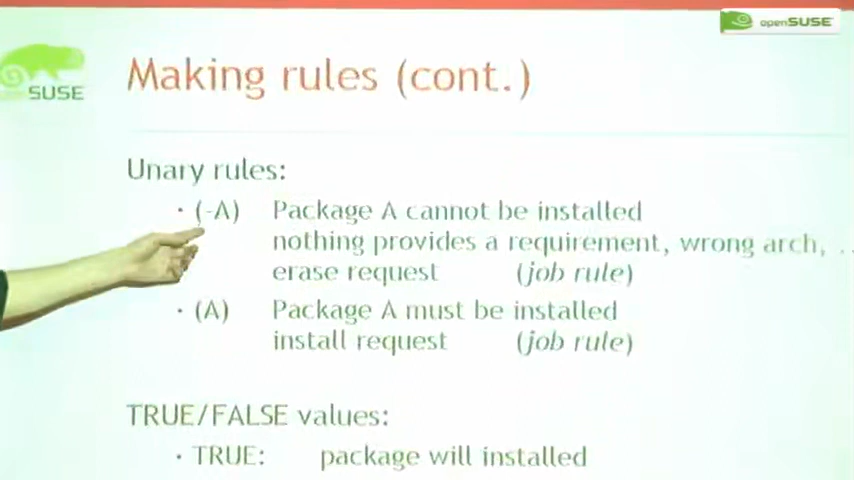 openSUSE
SUSE
Making rules (cont.)
Unary rules:
· (-A) Package A cannot be installed
nothing provides a requirement, wrong arch, ...
erase request (job rule)
· (A) Package A must be installed
install request (job rule)
TRUE/FALSE values:
· TRUE: package will installed